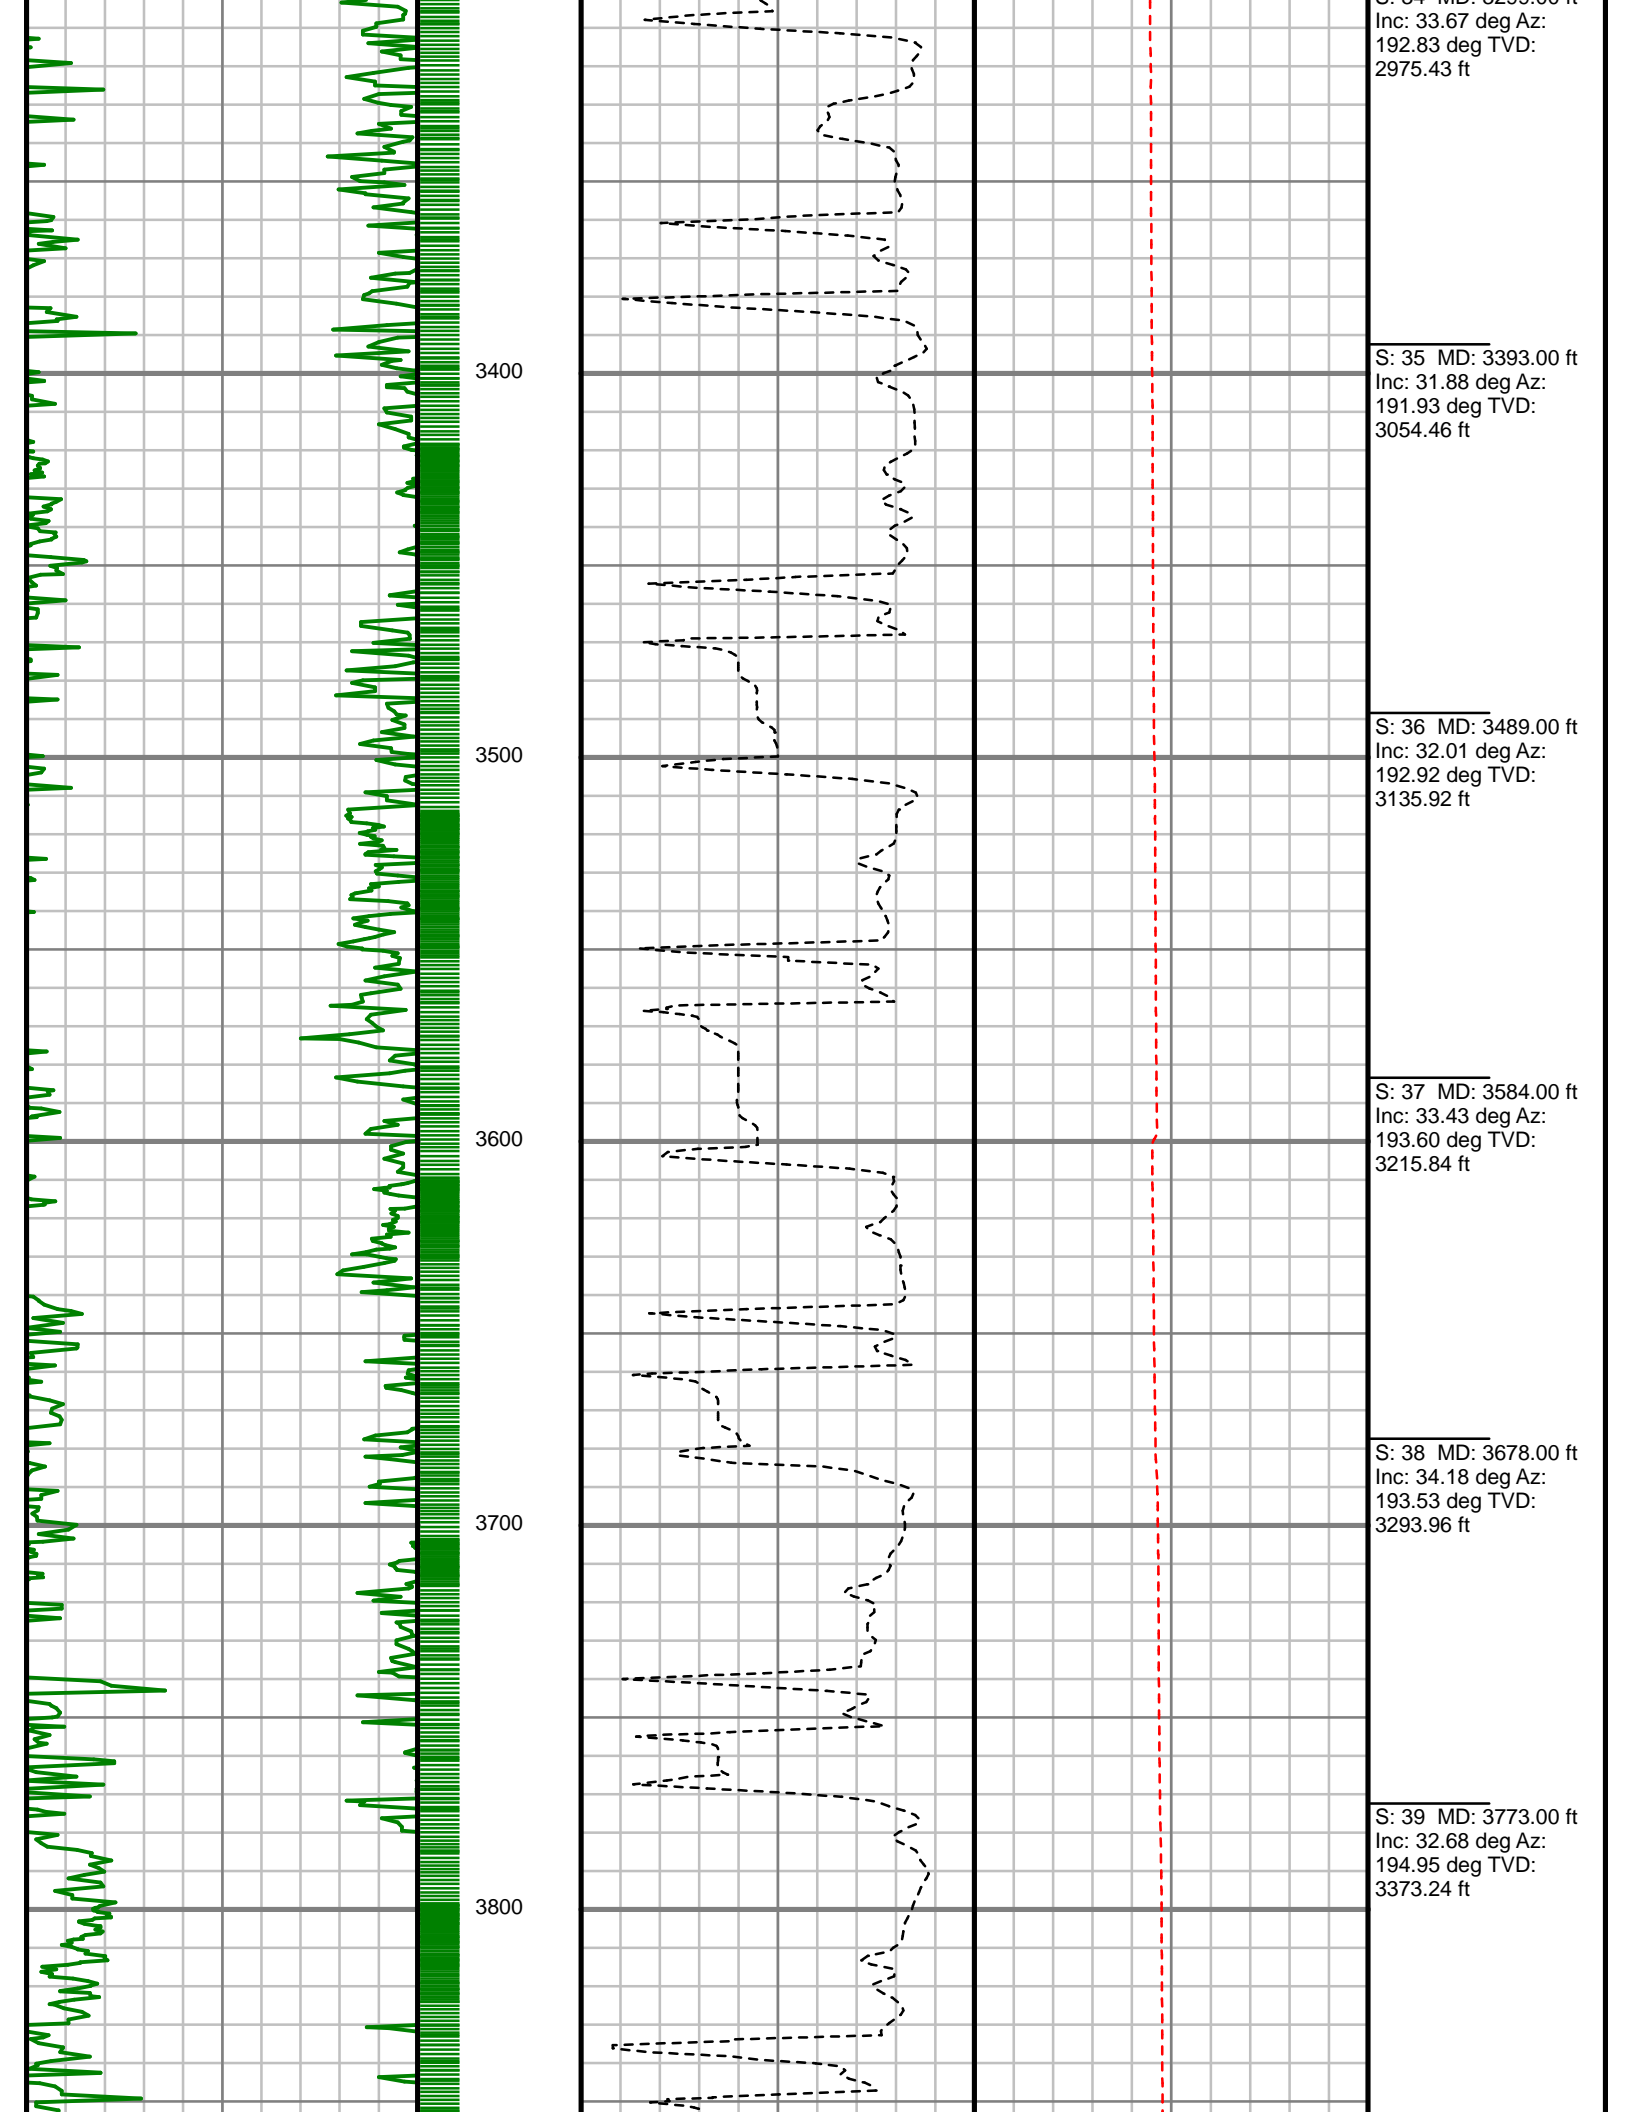 Inc: 33.67 deg Az:
192.83 deg TVD:
2975.43 ft
S: 35 MD: 3393.00 ft
3400
Inc: 31.88 deg Az:
191.93 deg TVD:
3054.46 ft
S: 36 MD: 3489.00 ft
3500
Inc: 32.01 deg Az:
192.92 deg TVD:
3135.92 ft
S: 37 MD: 3584.00 ft
Inc: 33.43 deg Az:
3600
193.60 deg TVD:
3215.84 ft
S: 38 MD: 3678.00 ft
Inc: 34.18 deg Az:
193.53 deg TVD:
3700
3293.96 ft
S: 39 MD: 3773.00 ft
Inc: 32.68 deg Az:
194.95 deg TVD:
3373.24 ft
3800